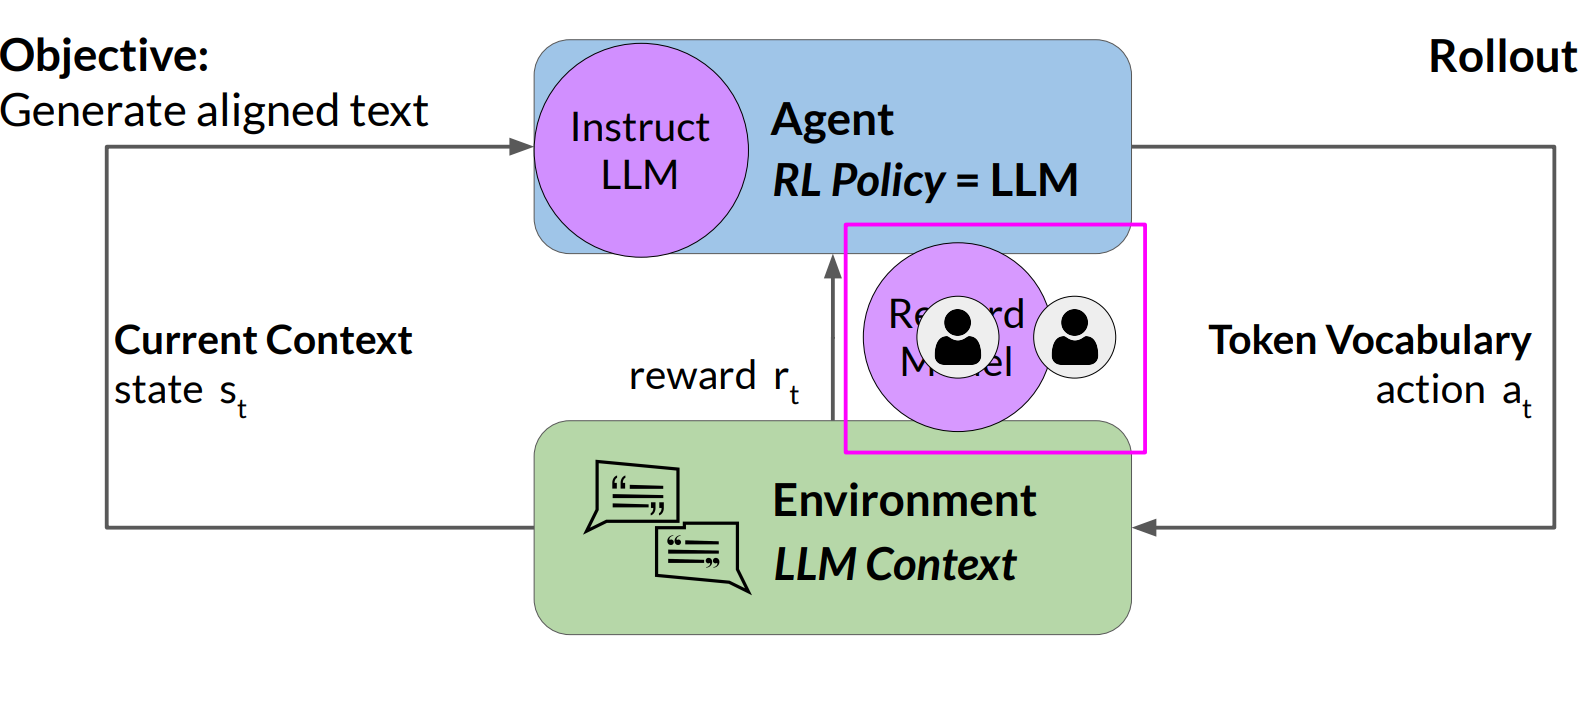 Objective:
Generate aligned text
Rollout
Instruct
LLM
Agent
RL Policy = LLM
Current Context
state s_t
reward r_t
Token Vocabulary
action a_t
Environment
LLM Context